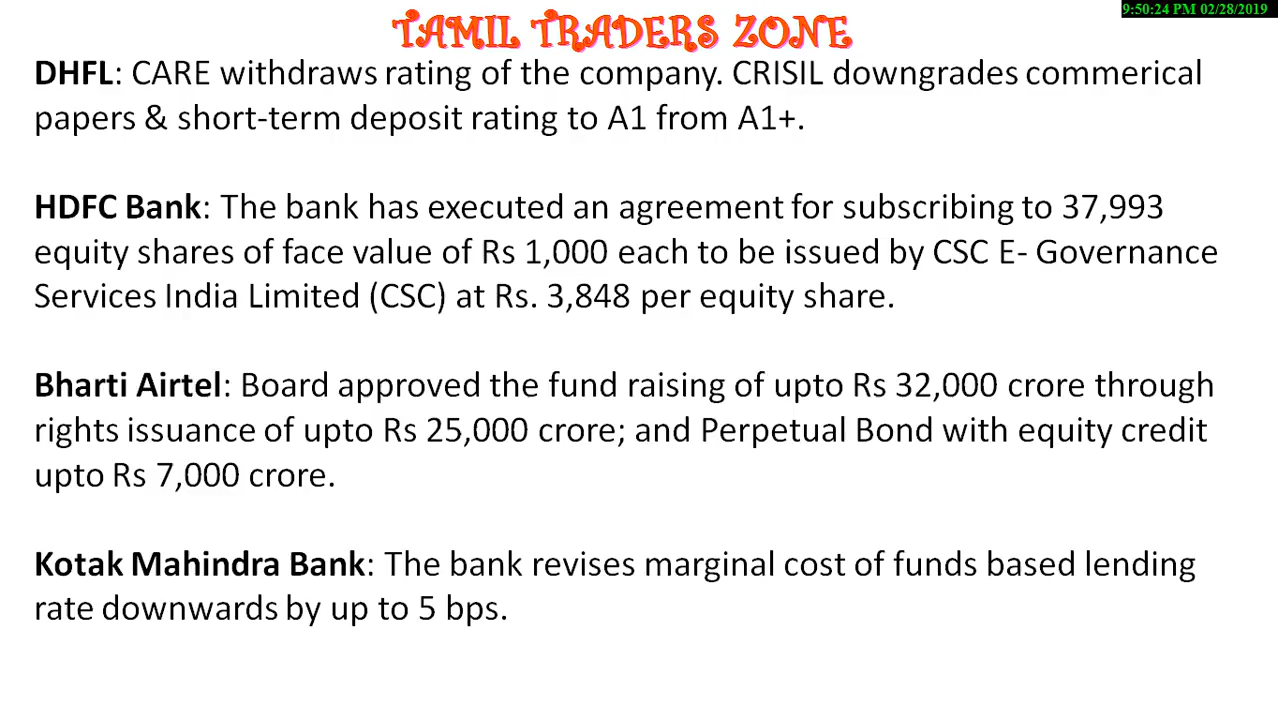 9:50:24 PM 02/28/2019
TAMIL TRADERS ZONE
DHFL: CARE withdraws rating of the company. CRISIL downgrades commerical
papers & short-term deposit rating to A1 from A1+.
HDFC Bank: The bank has executed an agreement for subscribing to 37,993
equity shares of face value of Rs 1,000 each to be issued by CSC E- Governance
Services India Limited (CSC) at Rs. 3,848 per equity share.
Bharti Airtel: Board approved the fund raising of upto Rs 32,000 crore through
rights issuance of upto Rs 25,000 crore; and Perpetual Bond with equity credit
upto Rs 7,000 crore.
Kotak Mahindra Bank: The bank revises marginal cost of funds based lending
rate downwards by up to 5 bps.